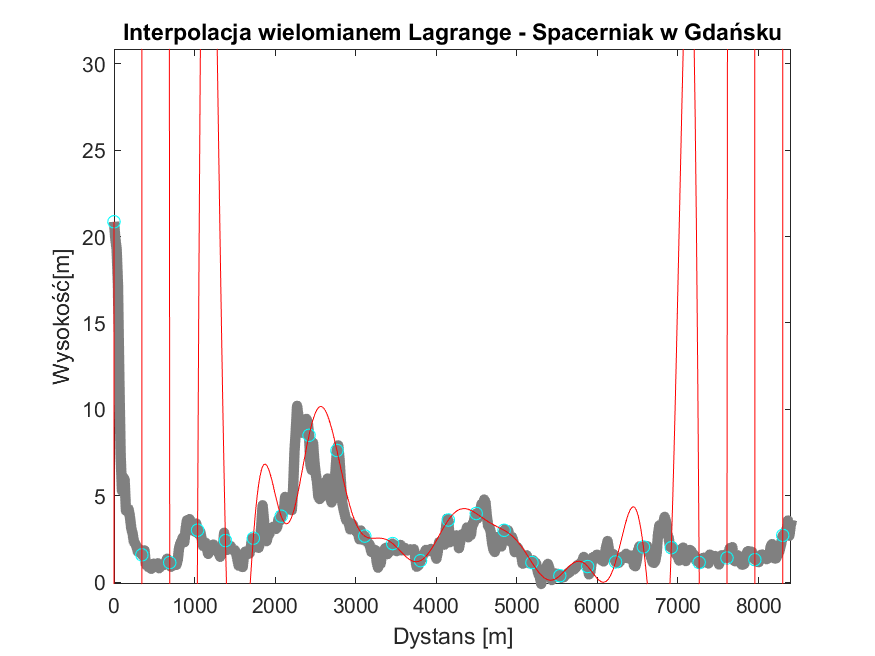 Interpolacja wielomianem Lagrange - Spacerniak w Gdańsku
30
25
20
15
10
5
0
Wysokość[m]
0 1000 2000 3000 4000 5000 6000 7000 8000
Dystans [m]